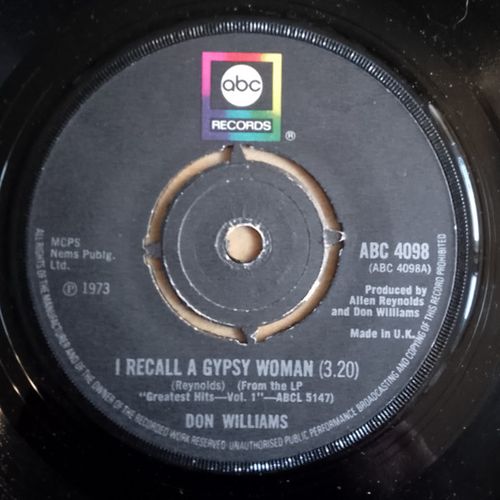 abc
RECORDS
®
MCPS
Nems Publg.
Ltd.
Ⓟ 1973
ABC 4098
(ABC 4098A)
Produced by
Allen Reynolds
and Don Williams
Made in U.K.
I RECALL A GYPSY WOMAN (3.20)
(Reynolds) (From the LP
"Greatest Hits—Vol. 1"—ABCL 5147)
DON WILLIAMS
ALL RIGHTS OF THE MANUFACTURER AND OF THE OWNER OF THE RECORDED WORK RESERVED UNAUTHORISED PUBLIC PERFORMANCE BROADCASTING AND COPYING OF THIS RECORD PROHIBITED